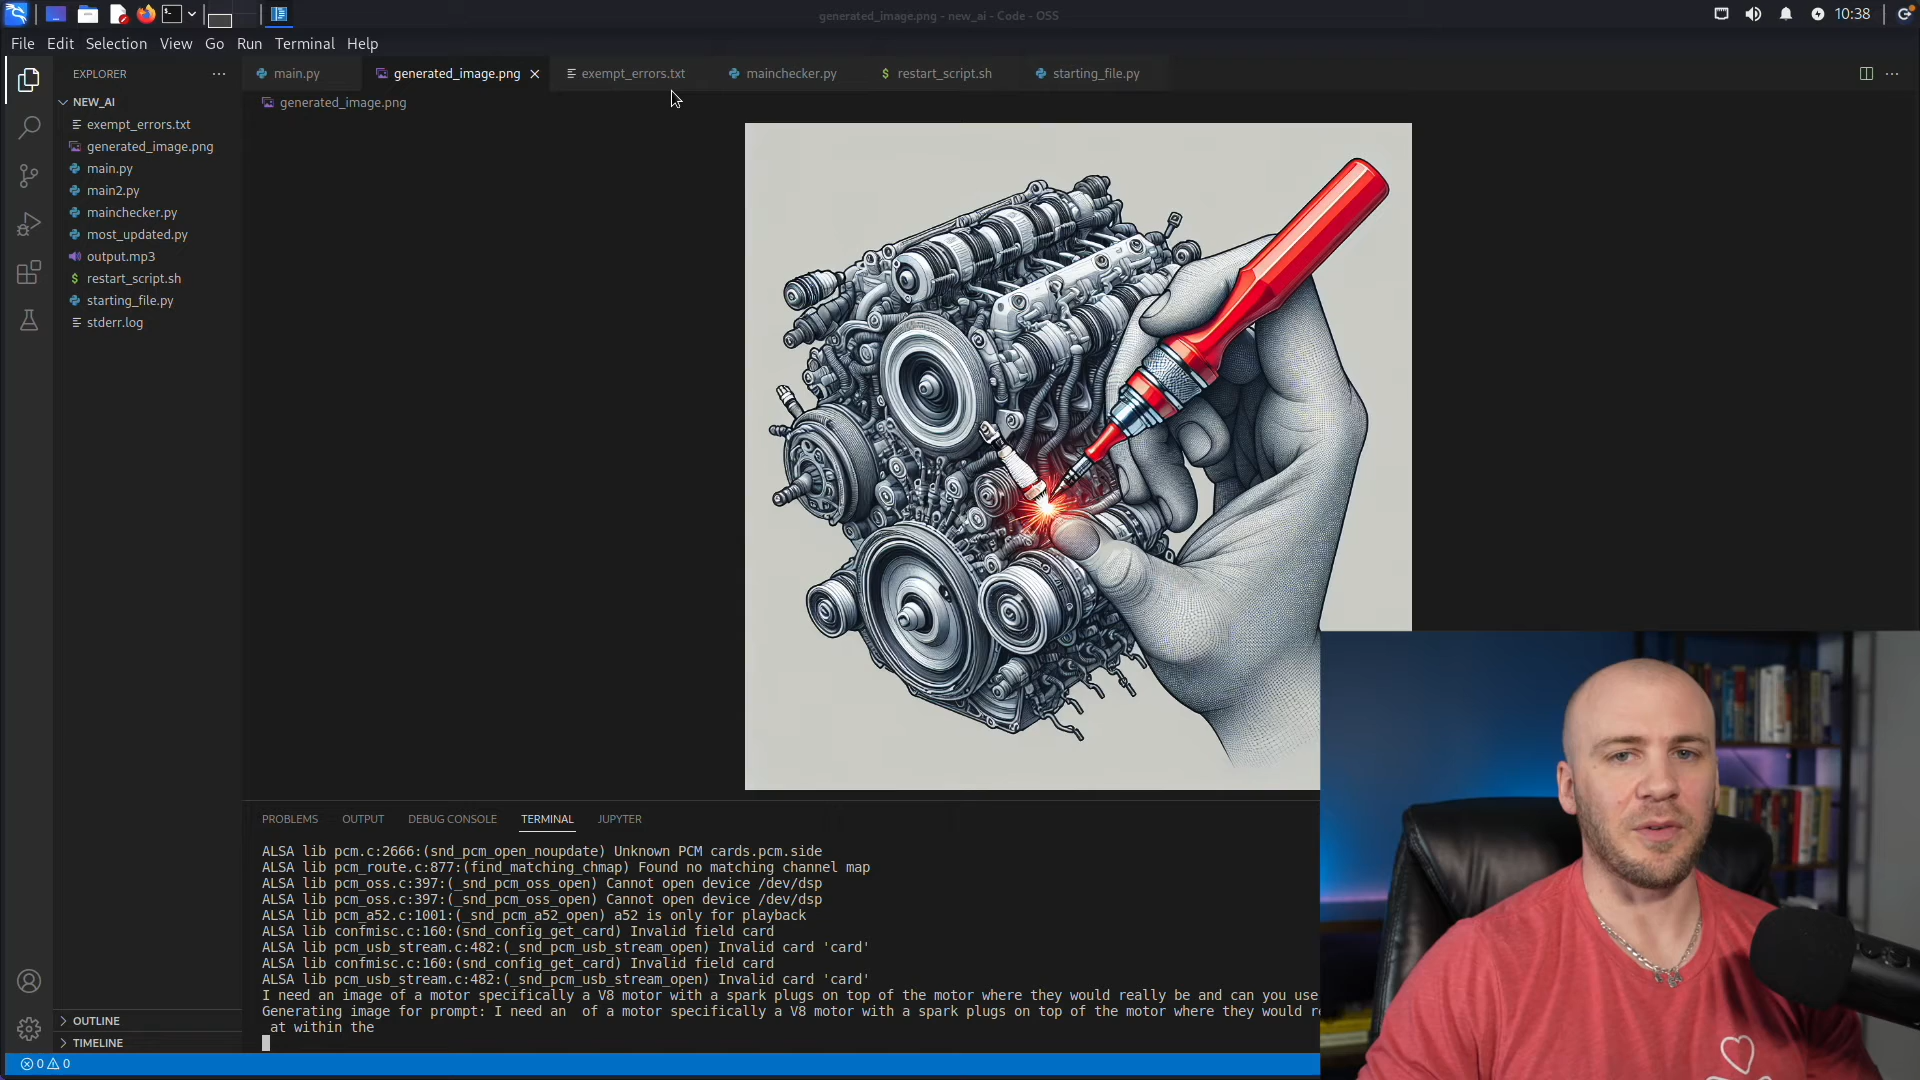 generated_image.png - new_ai - Code - OSS
10:38
File Edit Selection View Go Run Terminal Help
EXPLORER
main.py
generated_image.png
exempt_errors.txt
mainchecker.py
restart_script.sh
starting_file.py
generated_image.png
NEW_AI
exempt_errors.txt
generated_image.png
main.py
main2.py
mainchecker.py
most_updated.py
output.mp3
restart_script.sh
starting_file.py
stderr.log
PROBLEMS OUTPUT DEBUG CONSOLE TERMINAL JUPYTER
ALSA lib pcm.c:2666:(snd_pcm_open_noupdate) Unknown PCM cards.pcm.side
ALSA lib pcm_route.c:877:(find_matching_chmap) Found no matching channel map
ALSA lib pcm_oss.c:397:(_snd_pcm_oss_open) Cannot open device /dev/dsp
ALSA lib pcm_oss.c:397:(_snd_pcm_oss_open) Cannot open device /dev/dsp
ALSA lib pcm_a52.c:1001:(_snd_pcm_a52_open) a52 is only for playback
ALSA lib confmisc.c:160:(snd_config_get_card) Invalid field card
ALSA lib pcm_usb_stream.c:482:(_snd_pcm_usb_stream_open) Invalid card 'card'
ALSA lib confmisc.c:160:(snd_config_get_card) Invalid field card
ALSA lib pcm_usb_stream.c:482:(_snd_pcm_usb_stream_open) Invalid card 'card'
I need an image of a motor specifically a V8 motor with a spark plugs on top of the motor where they would really be and can you use
Generating image for prompt: I need an  of a motor specifically a V8 motor with a spark plugs on top of the motor where they would
at within the
OUTLINE
TIMELINE
0 0